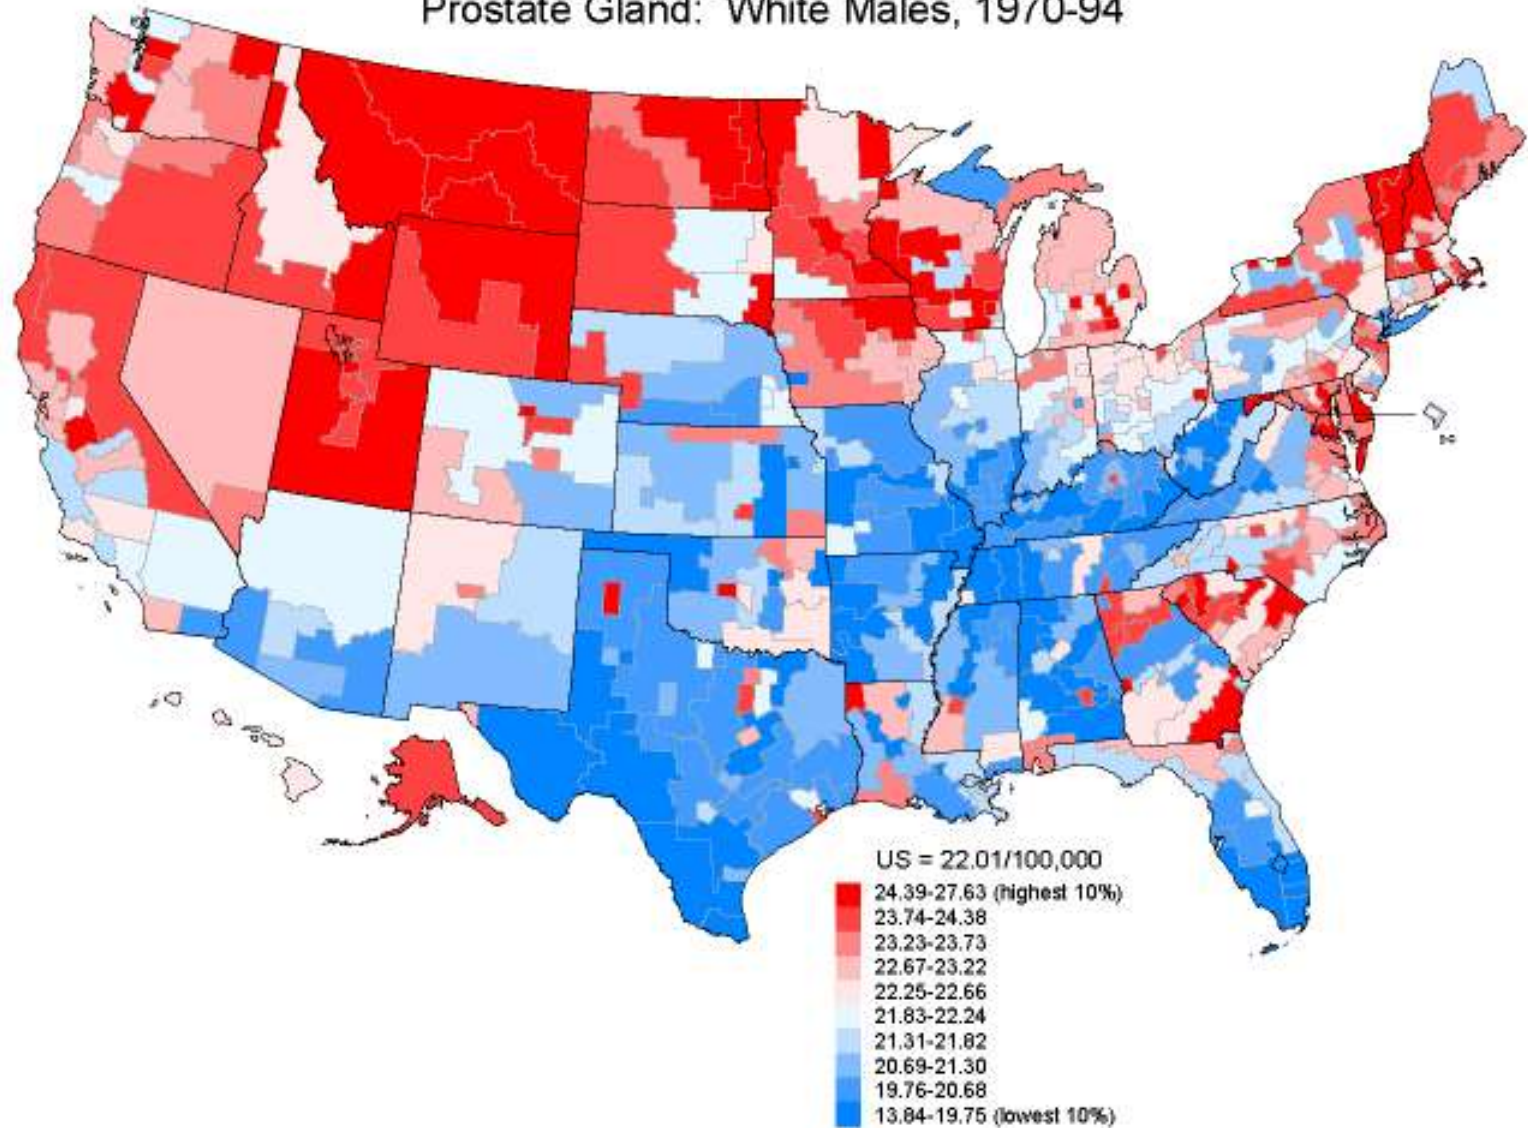 Prostate Gland: White Males, 1970-94
US = 22.01/100,000
24.39-27.63 (highest 10%)
23.74-24.38
23.23-23.73
22.67-23.22
22.25-22.66
21.83-22.24
21.31-21.82
20.69-21.30
19.76-20.68
13.84-19.75 (lowest 10%)